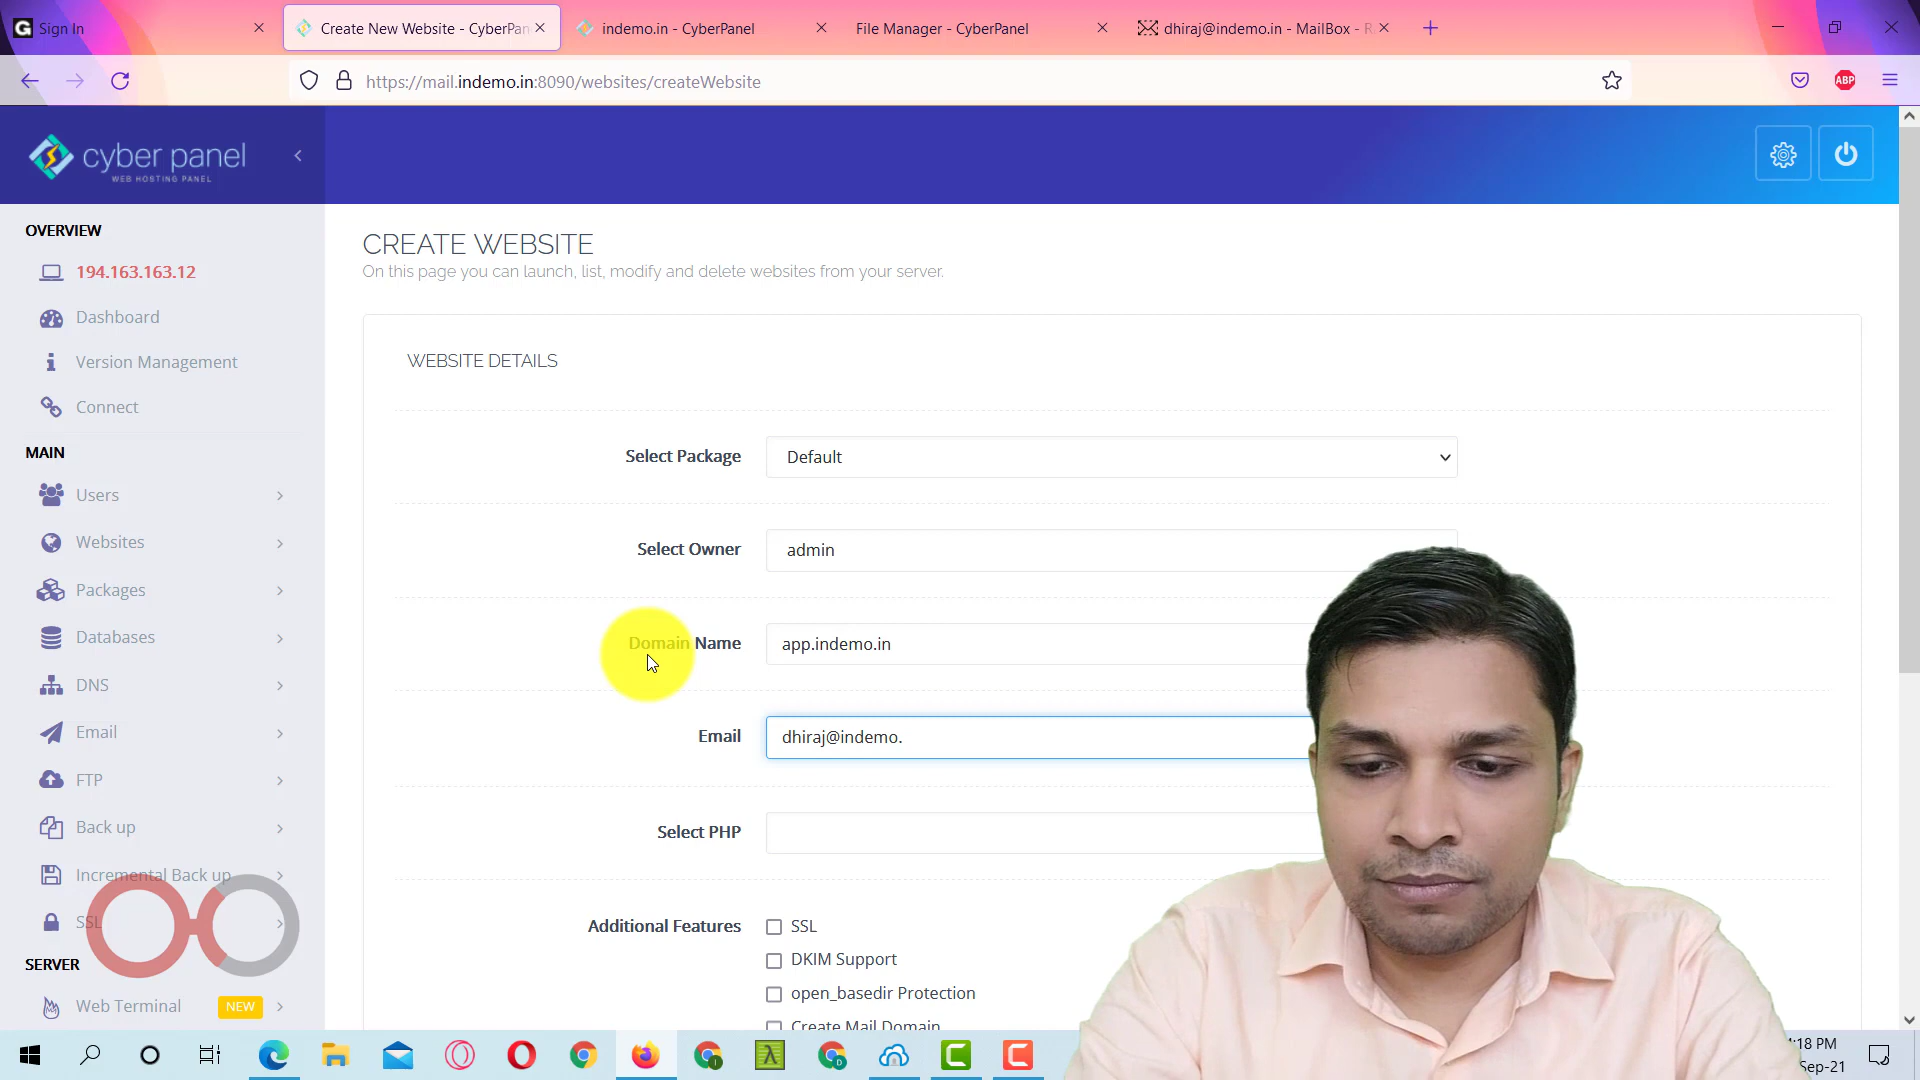 Sign In
Create New Website - CyberPan
indemo.in - CyberPanel
File Manager - CyberPanel
dhiraj@indemo.in - MailBox - R
https://mail.indemo.in:8090/websites/createWebsite
ABP
cyber panel
WEB HOSTING PANEL
OVERVIEW
194.163.163.12
Dashboard
Version Management
Connect
MAIN
Users
Websites
Packages
Databases
DNS
Email
FTP
Back up
Incremental Back up
SSL
SERVER
Web Terminal
NEW
CREATE WEBSITE
On this page you can launch, list, modify and delete websites from your server.
WEBSITE DETAILS
Select Package
Default
Select Owner
admin
Domain Name
app.indemo.in
Email
dhiraj@indemo.
Select PHP
Additional Features
SSL
DKIM Support
open_basedir Protection
Create Mail Domain
:18 PM
Sep-21